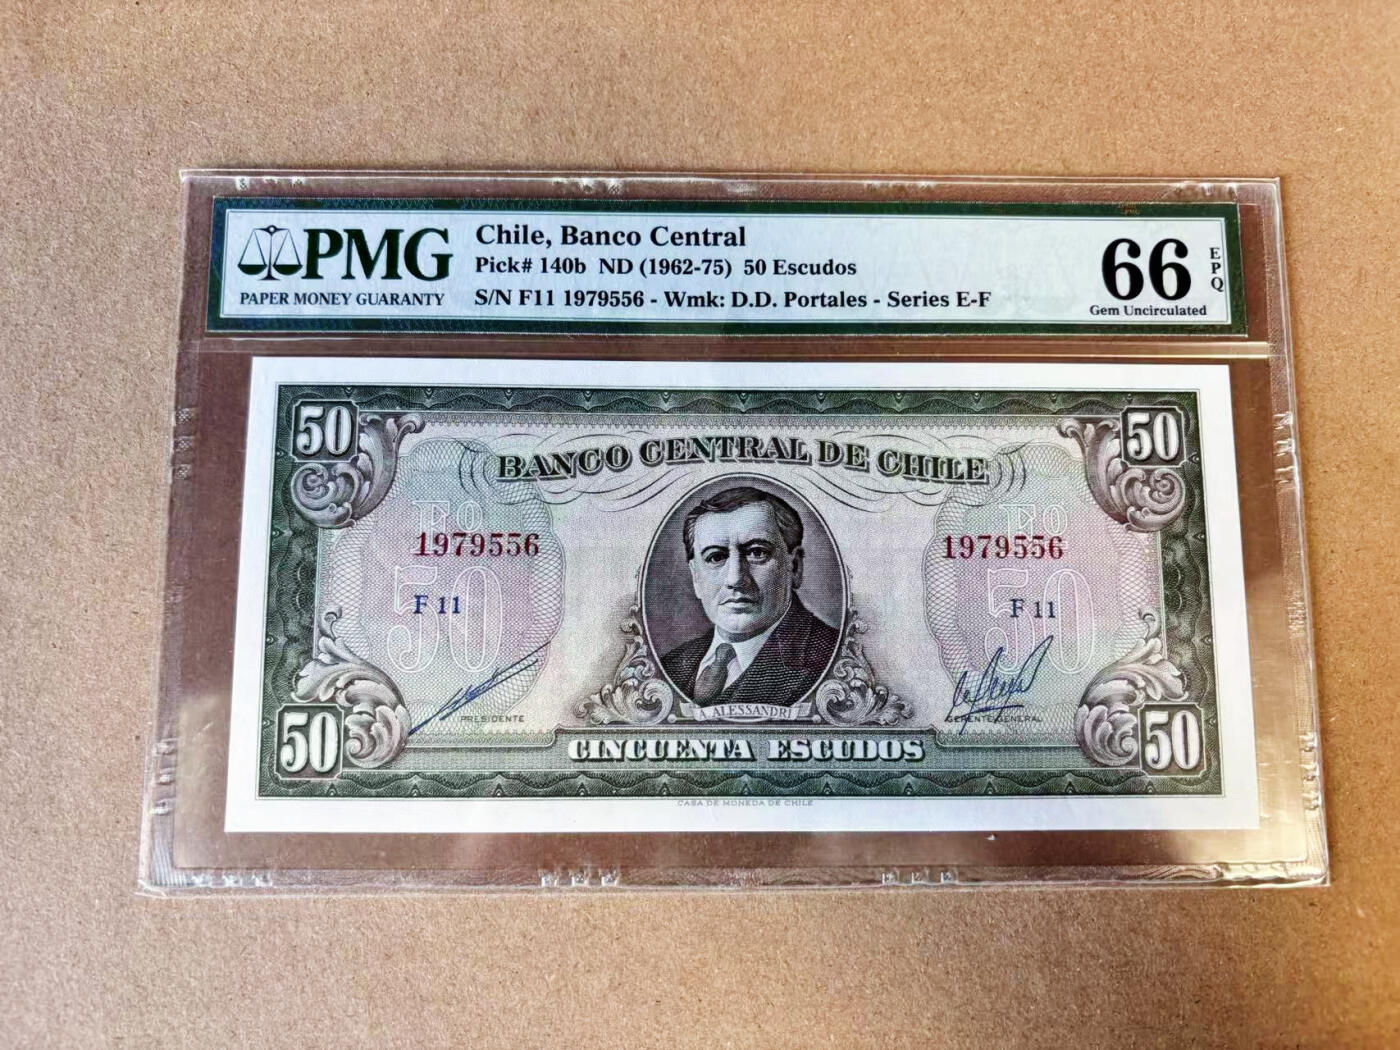 PMG
PAPER MONEY GUARANTY
Chile, Banco Central
Pick# 140b ND (1962-75) 50 Escudos
S/N F11 1979556 - Wmk: D.D. Portales - Series E-F
66
EPQ
Gem Uncirculated
50 50
BANCO CENTRAL DE CHILE
Eº Eº
1979556 1979556
50 50
F 11 F 11
PRESIDENTE GERENTE GENERAL
A. ALESSANDRI
50 50
CINCUENTA ESCUDOS
CASA DE MONEDA DE CHILE